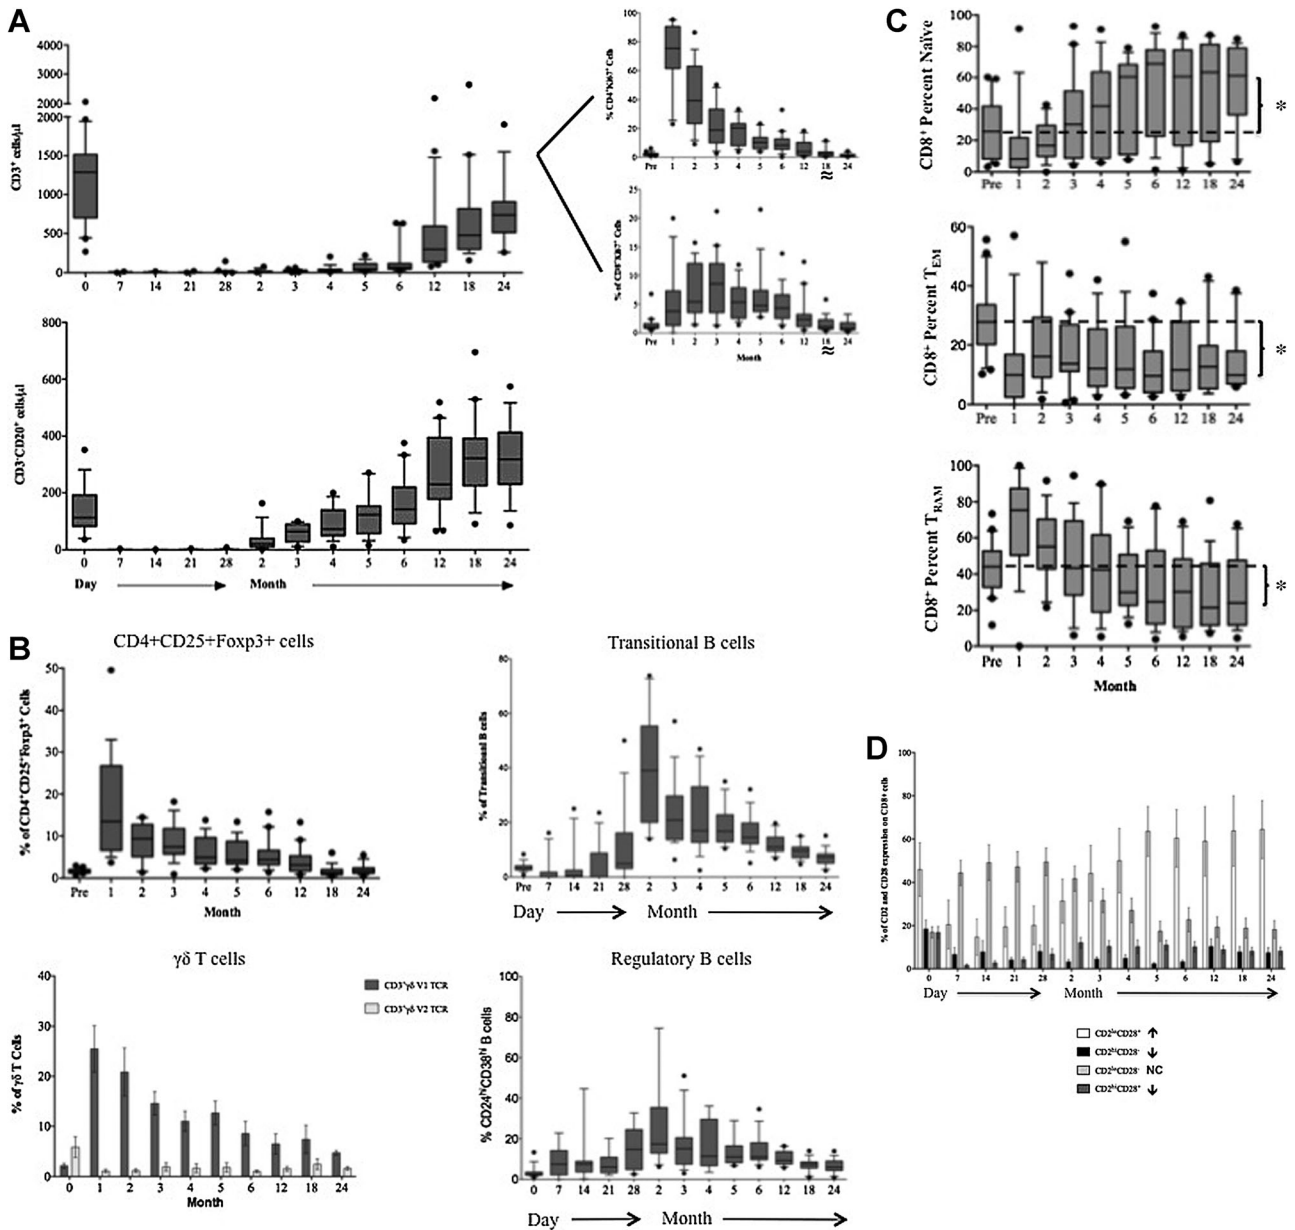 A
CD3⁺ cells/µl
4000
3000
2000
2000
1500
1000
500
0
0 7 14 21 28 2 3 4 5 6 12 18 24
% CD4⁺Ki67⁺ Cells
100
80
60
40
20
0
Pre 1 2 3 4 5 6 12 18 24
≈
% of CD8⁺Ki67⁺ Cells
25
20
15
10
5
0
Pre 1 2 3 4 5 6 12 18 24
Month ≈
CD3⁻CD20⁺ cells/µl
800
600
400
200
0
0 7 14 21 28 2 3 4 5 6 12 18 24
Day Month
B
CD4+CD25+Foxp3+ cells
% of CD4⁺CD25⁺Foxp3⁺ Cells
50
40
30
20
10
0
Pre 1 2 3 4 5 6 12 18 24
Month
Transitional B cells
% of Transitional B cells
80
60
40
20
0
Pre 7 14 21 28 2 3 4 5 6 12 18 24
Day Month
γδ T cells
CD3⁺γδ V1 TCR
CD3⁺γδ V2 TCR
% of γδ T Cells
40
30
20
10
0
0 1 2 3 4 5 6 12 18 24
Month
Regulatory B cells
% CD24ʰⁱCD38ʰⁱ B cells
100
80
60
40
20
0
0 7 14 21 28 2 3 4 5 6 12 18 24
Day Month
C
CD8⁺ Percent Naïve
100
80
60
40
20
0
Pre 1 2 3 4 5 6 12 18 24
*
CD8⁺ Percent T_EM
60
40
20
0
Pre 1 2 3 4 5 6 12 18 24
*
CD8⁺ Percent T_RAM
100
80
60
40
20
0
Pre 1 2 3 4 5 6 12 18 24
*
Month
D
% of CD2 and CD28 expression on CD8+ cells
100
80
60
40
20
0
0 7 14 21 28 2 3 4 5 6 12 18 24
Day Month
CD2ˡᵒCD28⁺ ↑
CD2ʰⁱCD28⁻ ↓
CD2ˡᵒCD28⁻ NC
CD2ʰⁱCD28⁺ ↓